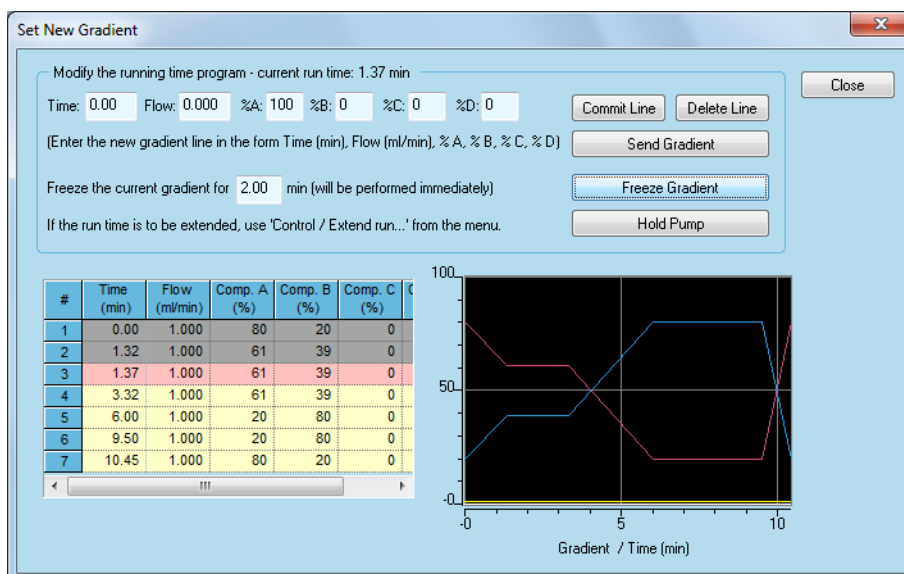 Set New Gradient
Modify the running time program - current run time: 1.37 min
Close
Time: 0.00 Flow: 0.000 %A: 100 %B: 0 %C: 0 %D: 0
Commit Line Delete Line
(Enter the new gradient line in the form Time (min), Flow (ml/min), % A, % B, % C, % D)
Send Gradient
Freeze the current gradient for 2.00 min (will be performed immediately)
Freeze Gradient
If the run time is to be extended, use 'Control / Extend run...' from the menu.
Hold Pump
# Time (min) Flow (ml/min) Comp. A (%) Comp. B (%) Comp. C (%)
1 0.00 1.000 80 20 0
2 1.32 1.000 61 39 0
3 1.37 1.000 61 39 0
4 3.32 1.000 61 39 0
5 6.00 1.000 20 80 0
6 9.50 1.000 20 80 0
7 10.45 1.000 80 20 0
100
50
-0
-0 5 10
Gradient / Time (min)